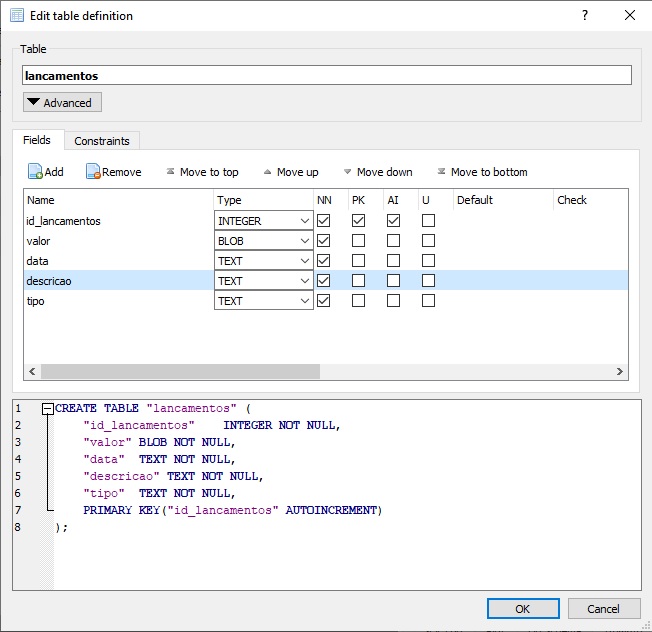 Edit table definition
?
Table
lancamentos
Advanced
Fields Constraints
Add Remove Move to top Move up Move down Move to bottom
Name Type NN PK AI U Default Check
id_lancamentos INTEGER
valor BLOB
data TEXT
descricao TEXT
tipo TEXT
1 CREATE TABLE "lancamentos" (
2 "id_lancamentos" INTEGER NOT NULL,
3 "valor" BLOB NOT NULL,
4 "data" TEXT NOT NULL,
5 "descricao" TEXT NOT NULL,
6 "tipo" TEXT NOT NULL,
7 PRIMARY KEY("id_lancamentos" AUTOINCREMENT)
8 );
OK Cancel